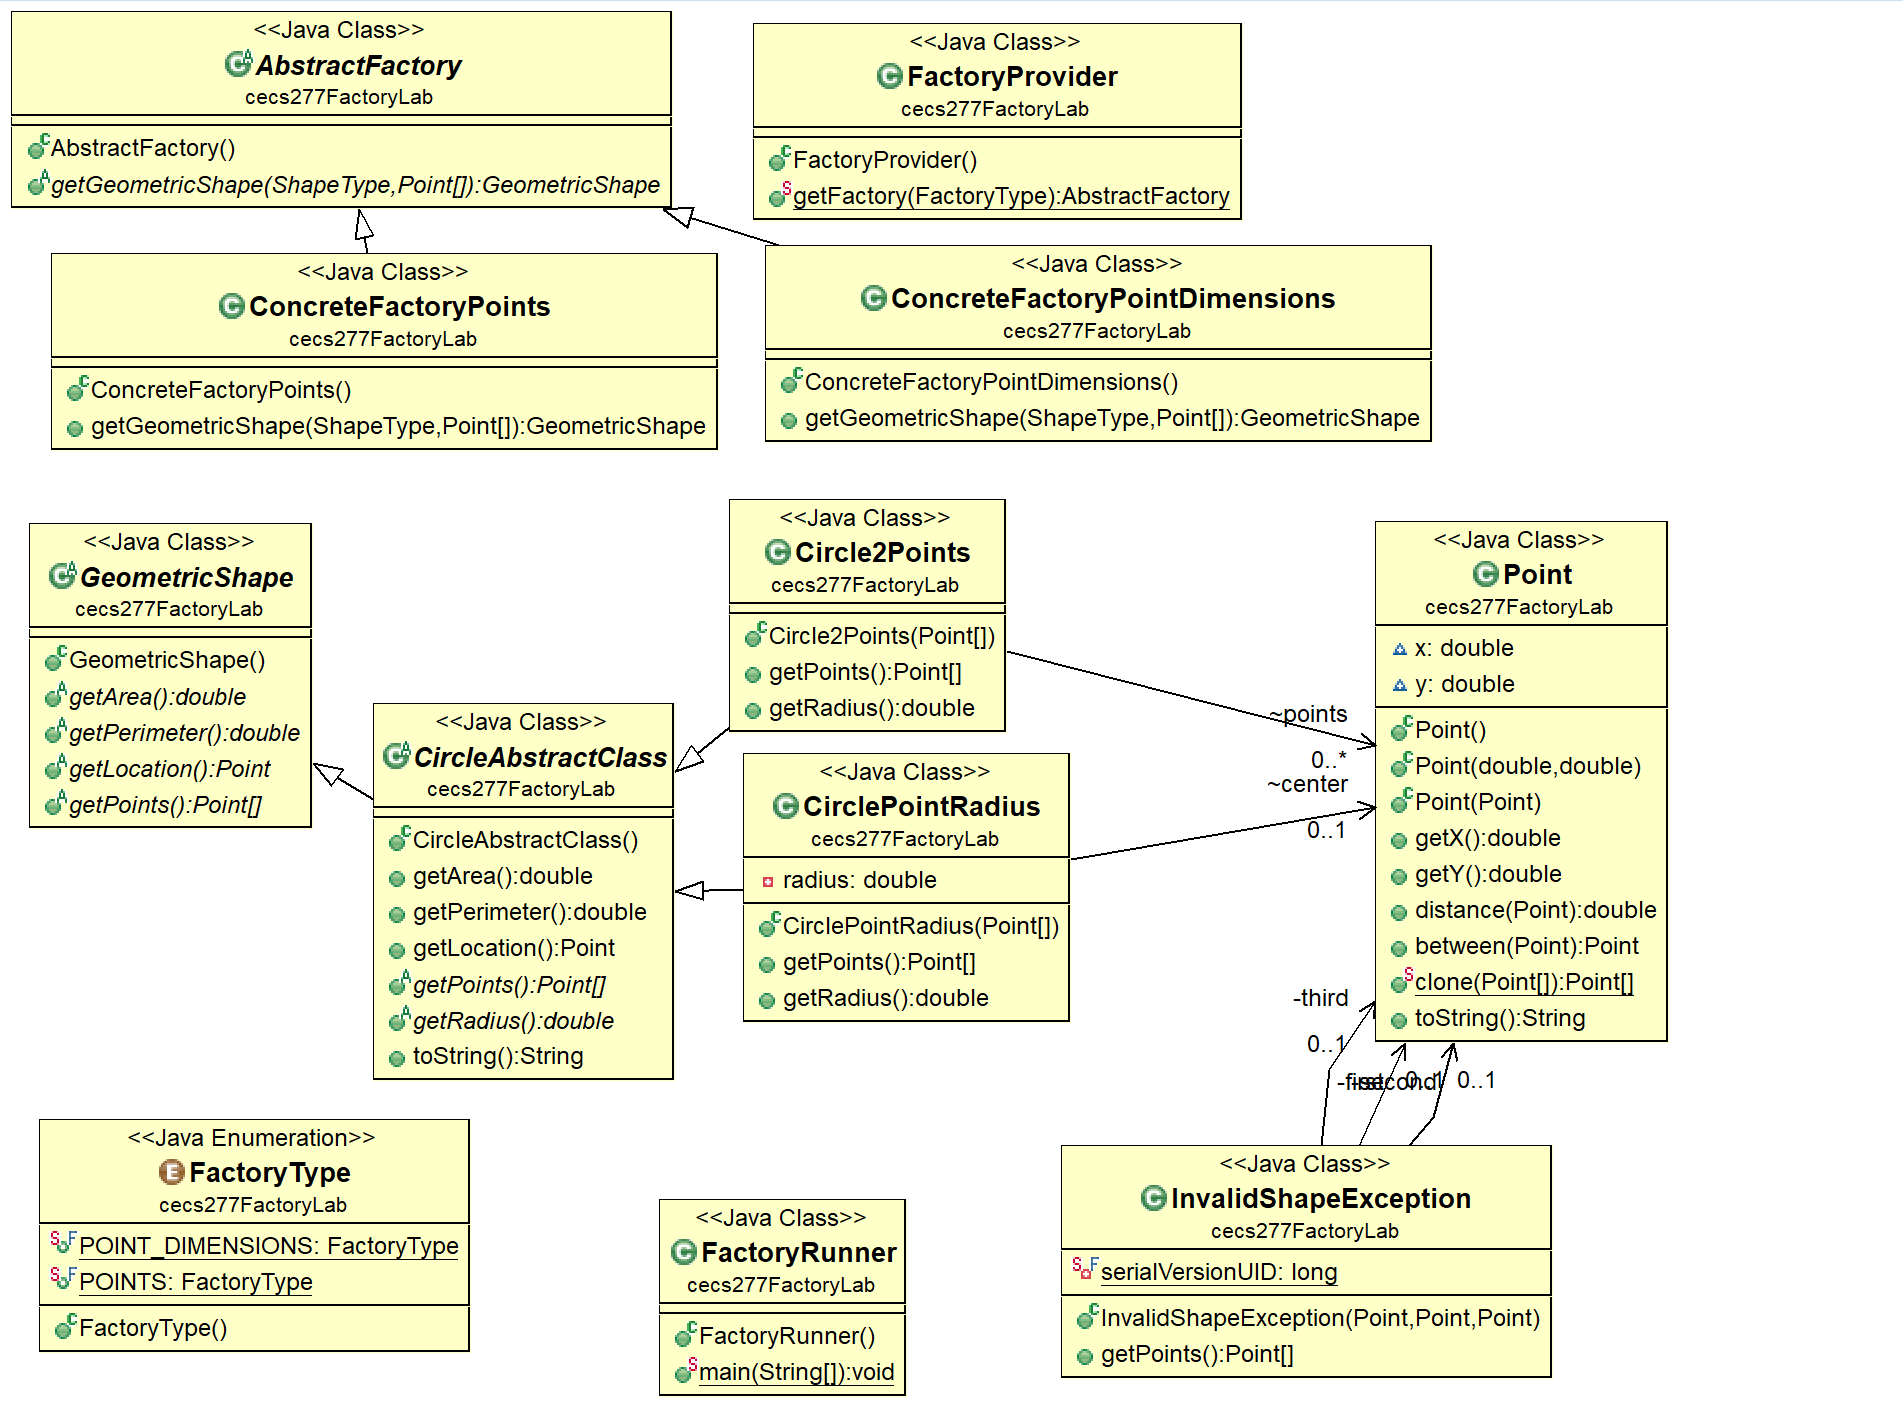 <<Java Class>>
AbstractFactory
cecs277FactoryLab
AbstractFactory()
getGeometricShape(ShapeType,Point[]):GeometricShape
<<Java Class>>
FactoryProvider
cecs277FactoryLab
FactoryProvider()
getFactory(FactoryType):AbstractFactory
<<Java Class>>
ConcreteFactoryPoints
cecs277FactoryLab
ConcreteFactoryPoints()
getGeometricShape(ShapeType,Point[]):GeometricShape
<<Java Class>>
ConcreteFactoryPointDimensions
cecs277FactoryLab
ConcreteFactoryPointDimensions()
getGeometricShape(ShapeType,Point[]):GeometricShape
<<Java Class>>
GeometricShape
cecs277FactoryLab
GeometricShape()
getArea():double
getPerimeter():double
getLocation():Point
getPoints():Point[]
<<Java Class>>
CircleAbstractClass
cecs277FactoryLab
CircleAbstractClass()
getArea():double
getPerimeter():double
getLocation():Point
getPoints():Point[]
getRadius():double
toString():String
<<Java Class>>
Circle2Points
cecs277FactoryLab
Circle2Points(Point[])
getPoints():Point[]
getRadius():double
<<Java Class>>
CirclePointRadius
cecs277FactoryLab
radius: double
CirclePointRadius(Point[])
getPoints():Point[]
getRadius():double
~points
0..*
~center
0..1
<<Java Class>>
Point
cecs277FactoryLab
x: double
y: double
Point()
Point(double,double)
Point(Point)
getX():double
getY():double
distance(Point):double
between(Point):Point
clone(Point[]):Point[]
toString():String
-third
0..1
-first
-second
0..1
0..1
<<Java Enumeration>>
FactoryType
cecs277FactoryLab
POINT_DIMENSIONS: FactoryType
POINTS: FactoryType
FactoryType()
<<Java Class>>
FactoryRunner
cecs277FactoryLab
FactoryRunner()
main(String[]):void
<<Java Class>>
InvalidShapeException
cecs277FactoryLab
serialVersionUID: long
InvalidShapeException(Point,Point,Point)
getPoints():Point[]